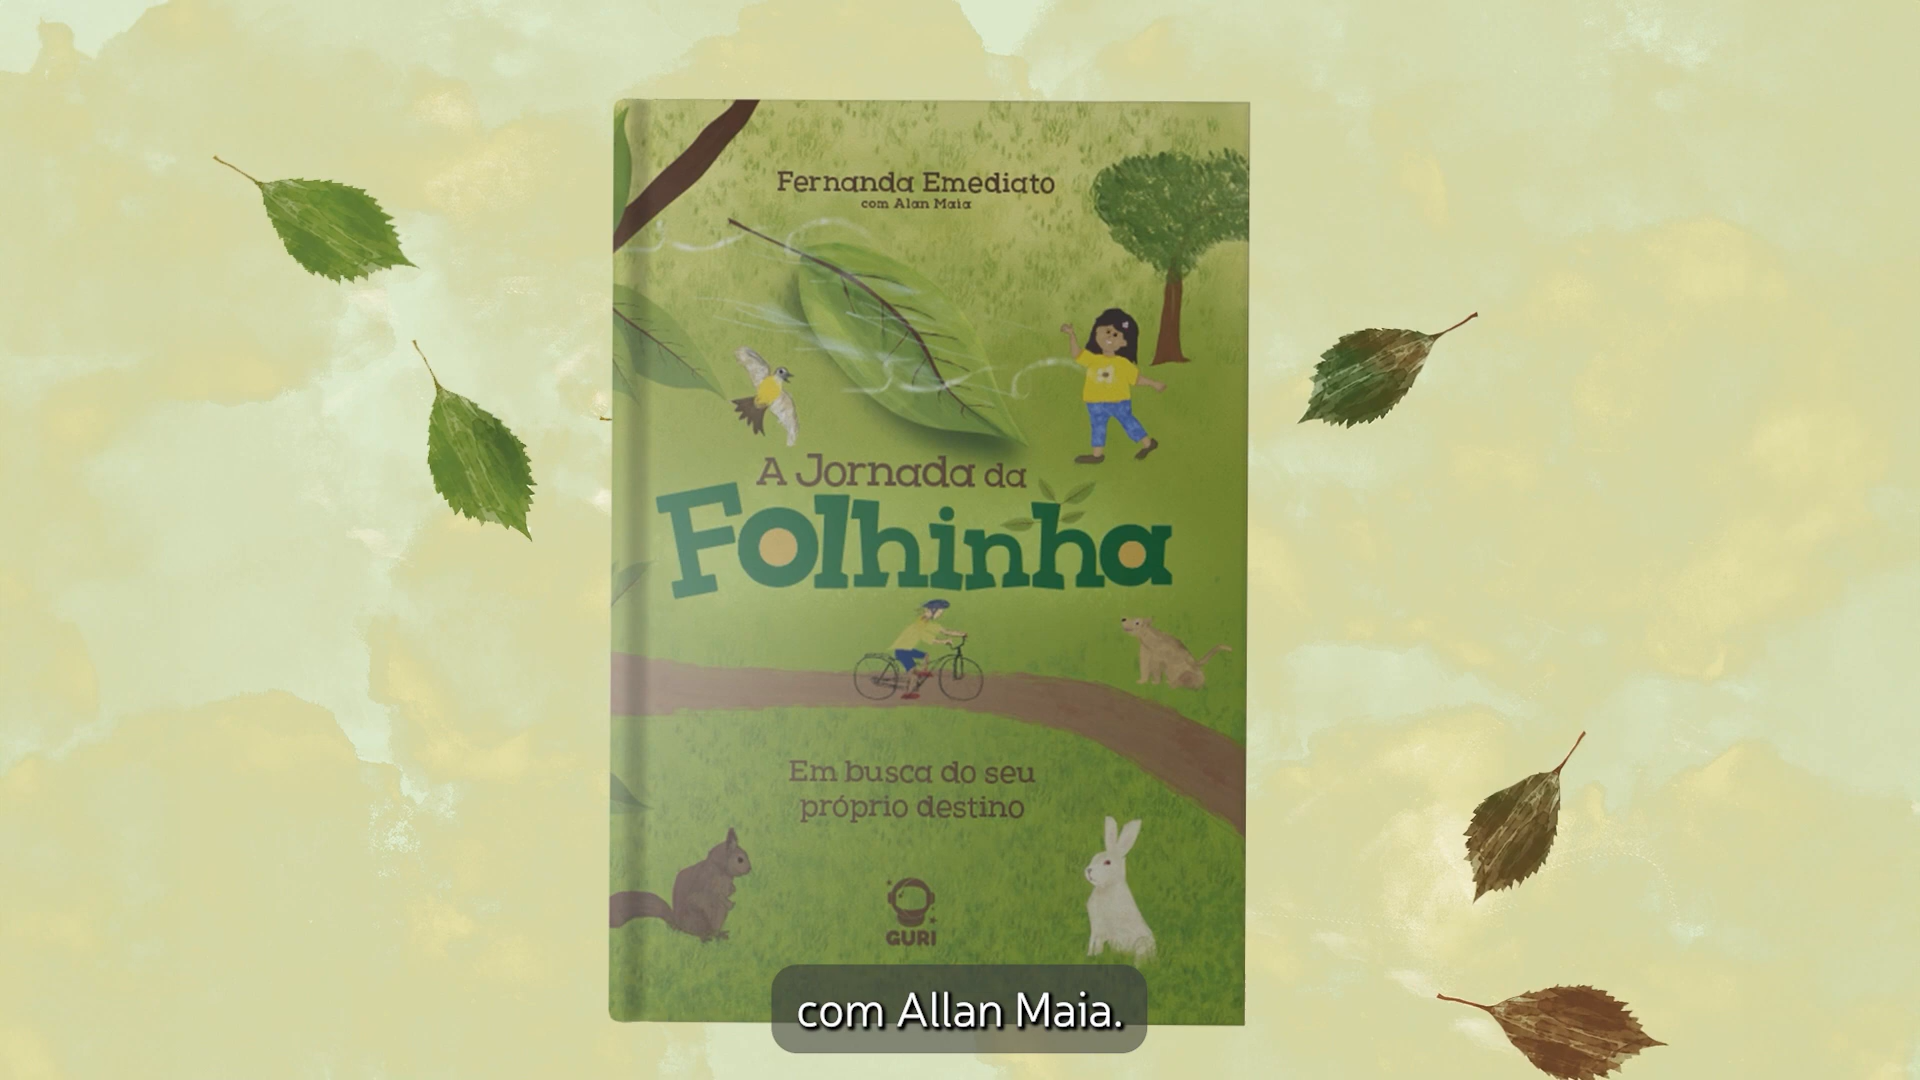 Fernanda Emediato
com Alan Maia
A Jornada da
Folhinha
Em busca do seu
próprio destino
GURI
com Allan Maia.